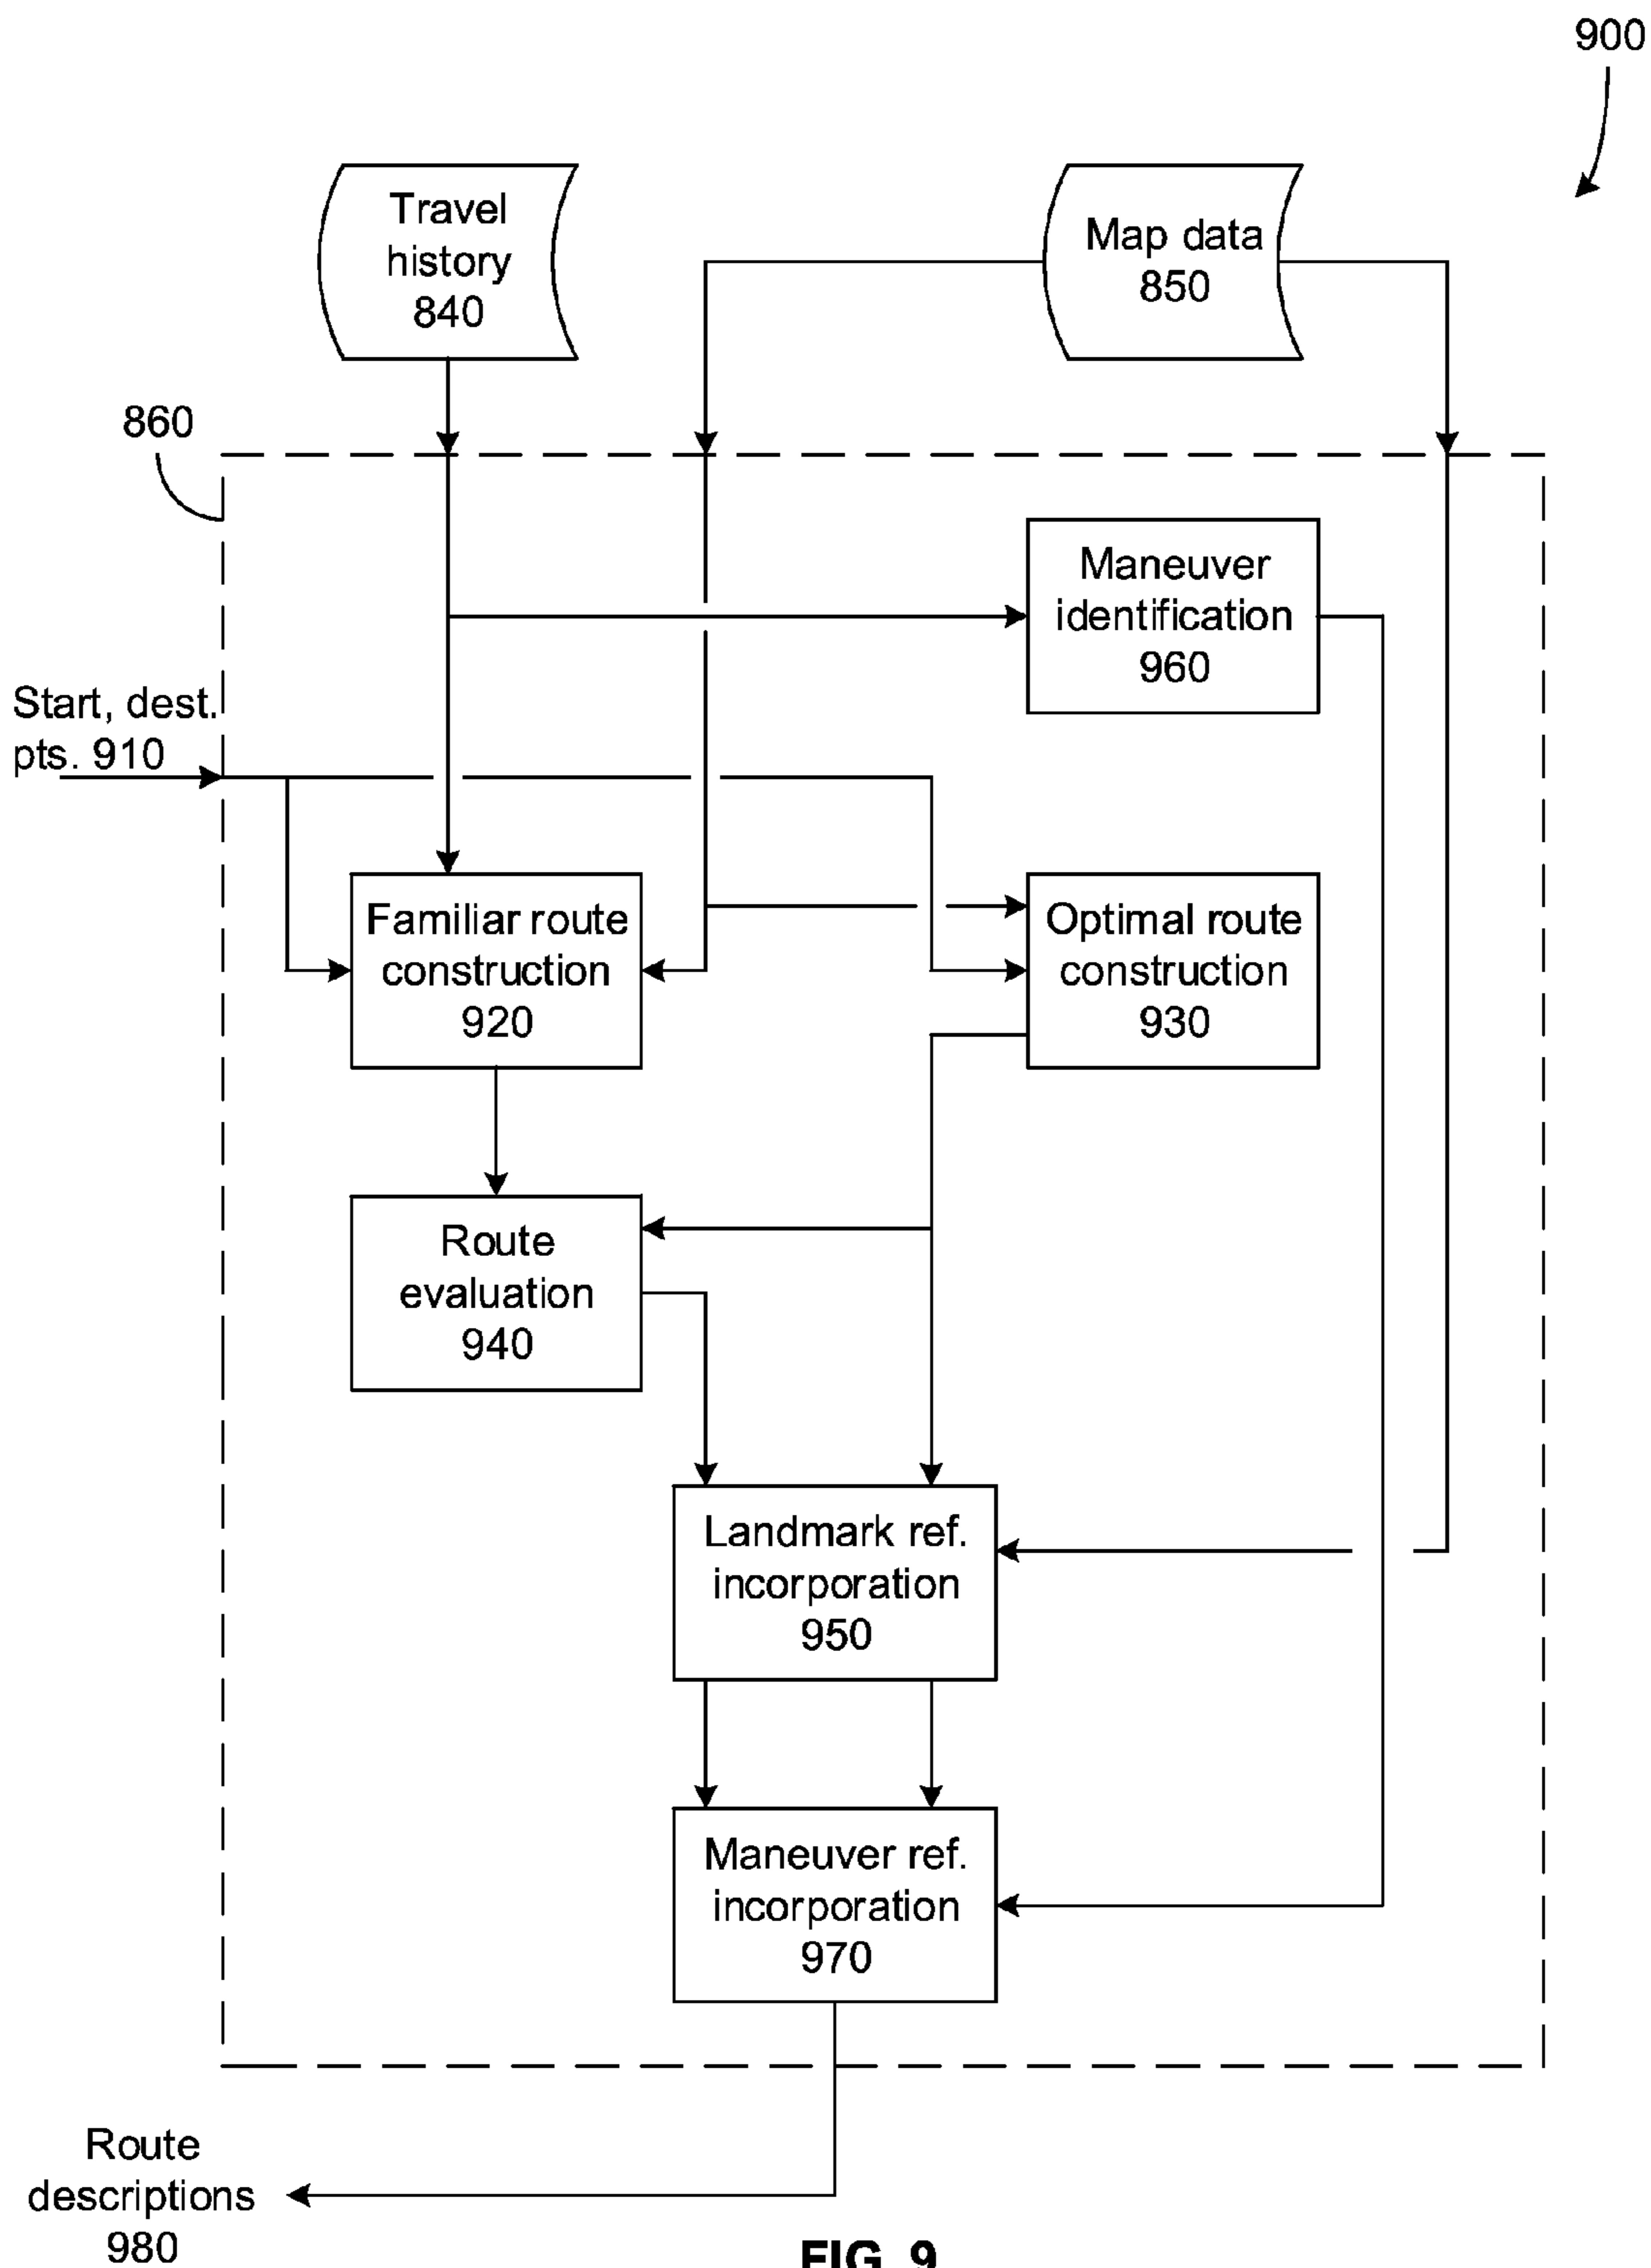 900
Travel
history
840
Map data
850
860
Maneuver
identification
960
Start, dest.
pts. 910
Familiar route
construction
920
Optimal route
construction
930
Route
evaluation
940
Landmark ref.
incorporation
950
Maneuver ref.
incorporation
970
Route
descriptions
980
FIG. 9